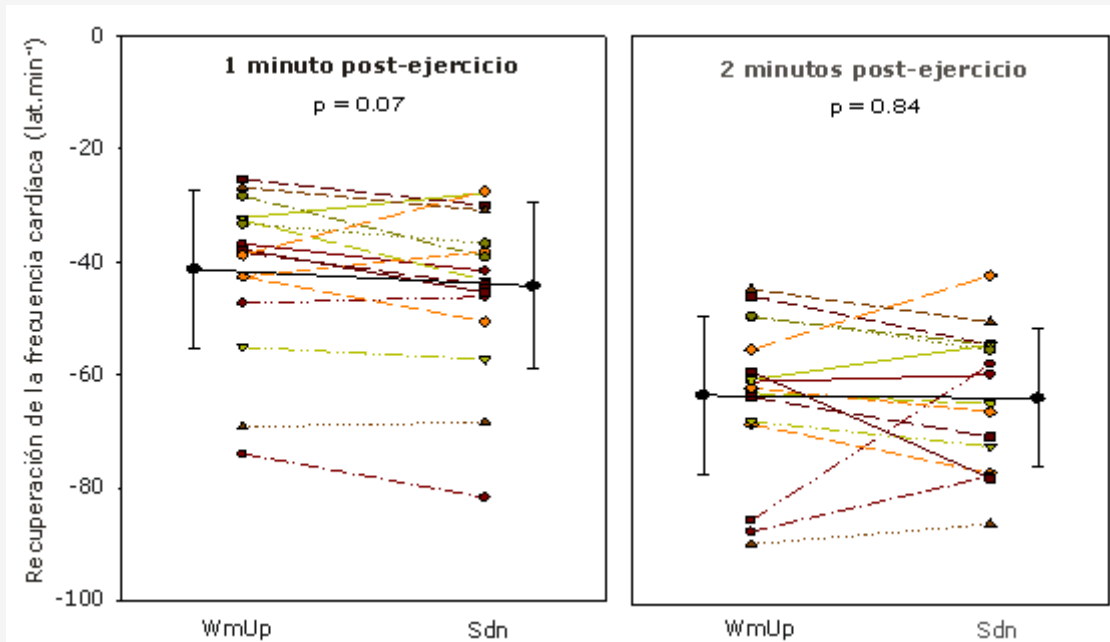 Recuperación de la frecuencia cardíaca (lat.min⁻¹)
0
-20
-40
-60
-80
-100
1 minuto post-ejercicio
p = 0.07
WmUp
Sdn
2 minutos post-ejercicio
p = 0.84
WmUp
Sdn